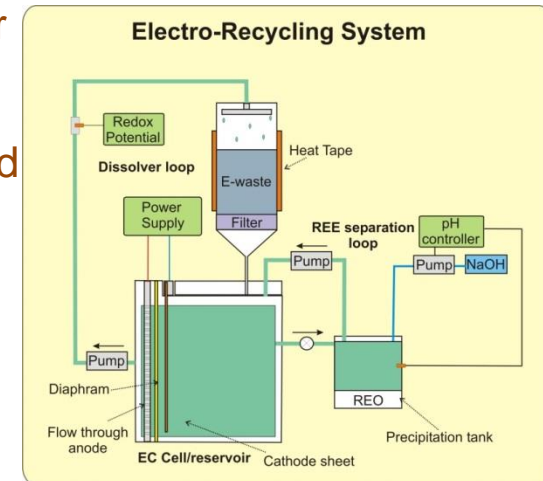 Electro-Recycling System
Redox
Potential
Dissolver loop
Heat Tape
E-waste
Filter
Power
Supply
REE separation
loop
pH
controller
Pump
Pump
NaOH
Pump
Diaphram
Flow through
anode
EC Cell/reservoir
Cathode sheet
REO
Precipitation tank